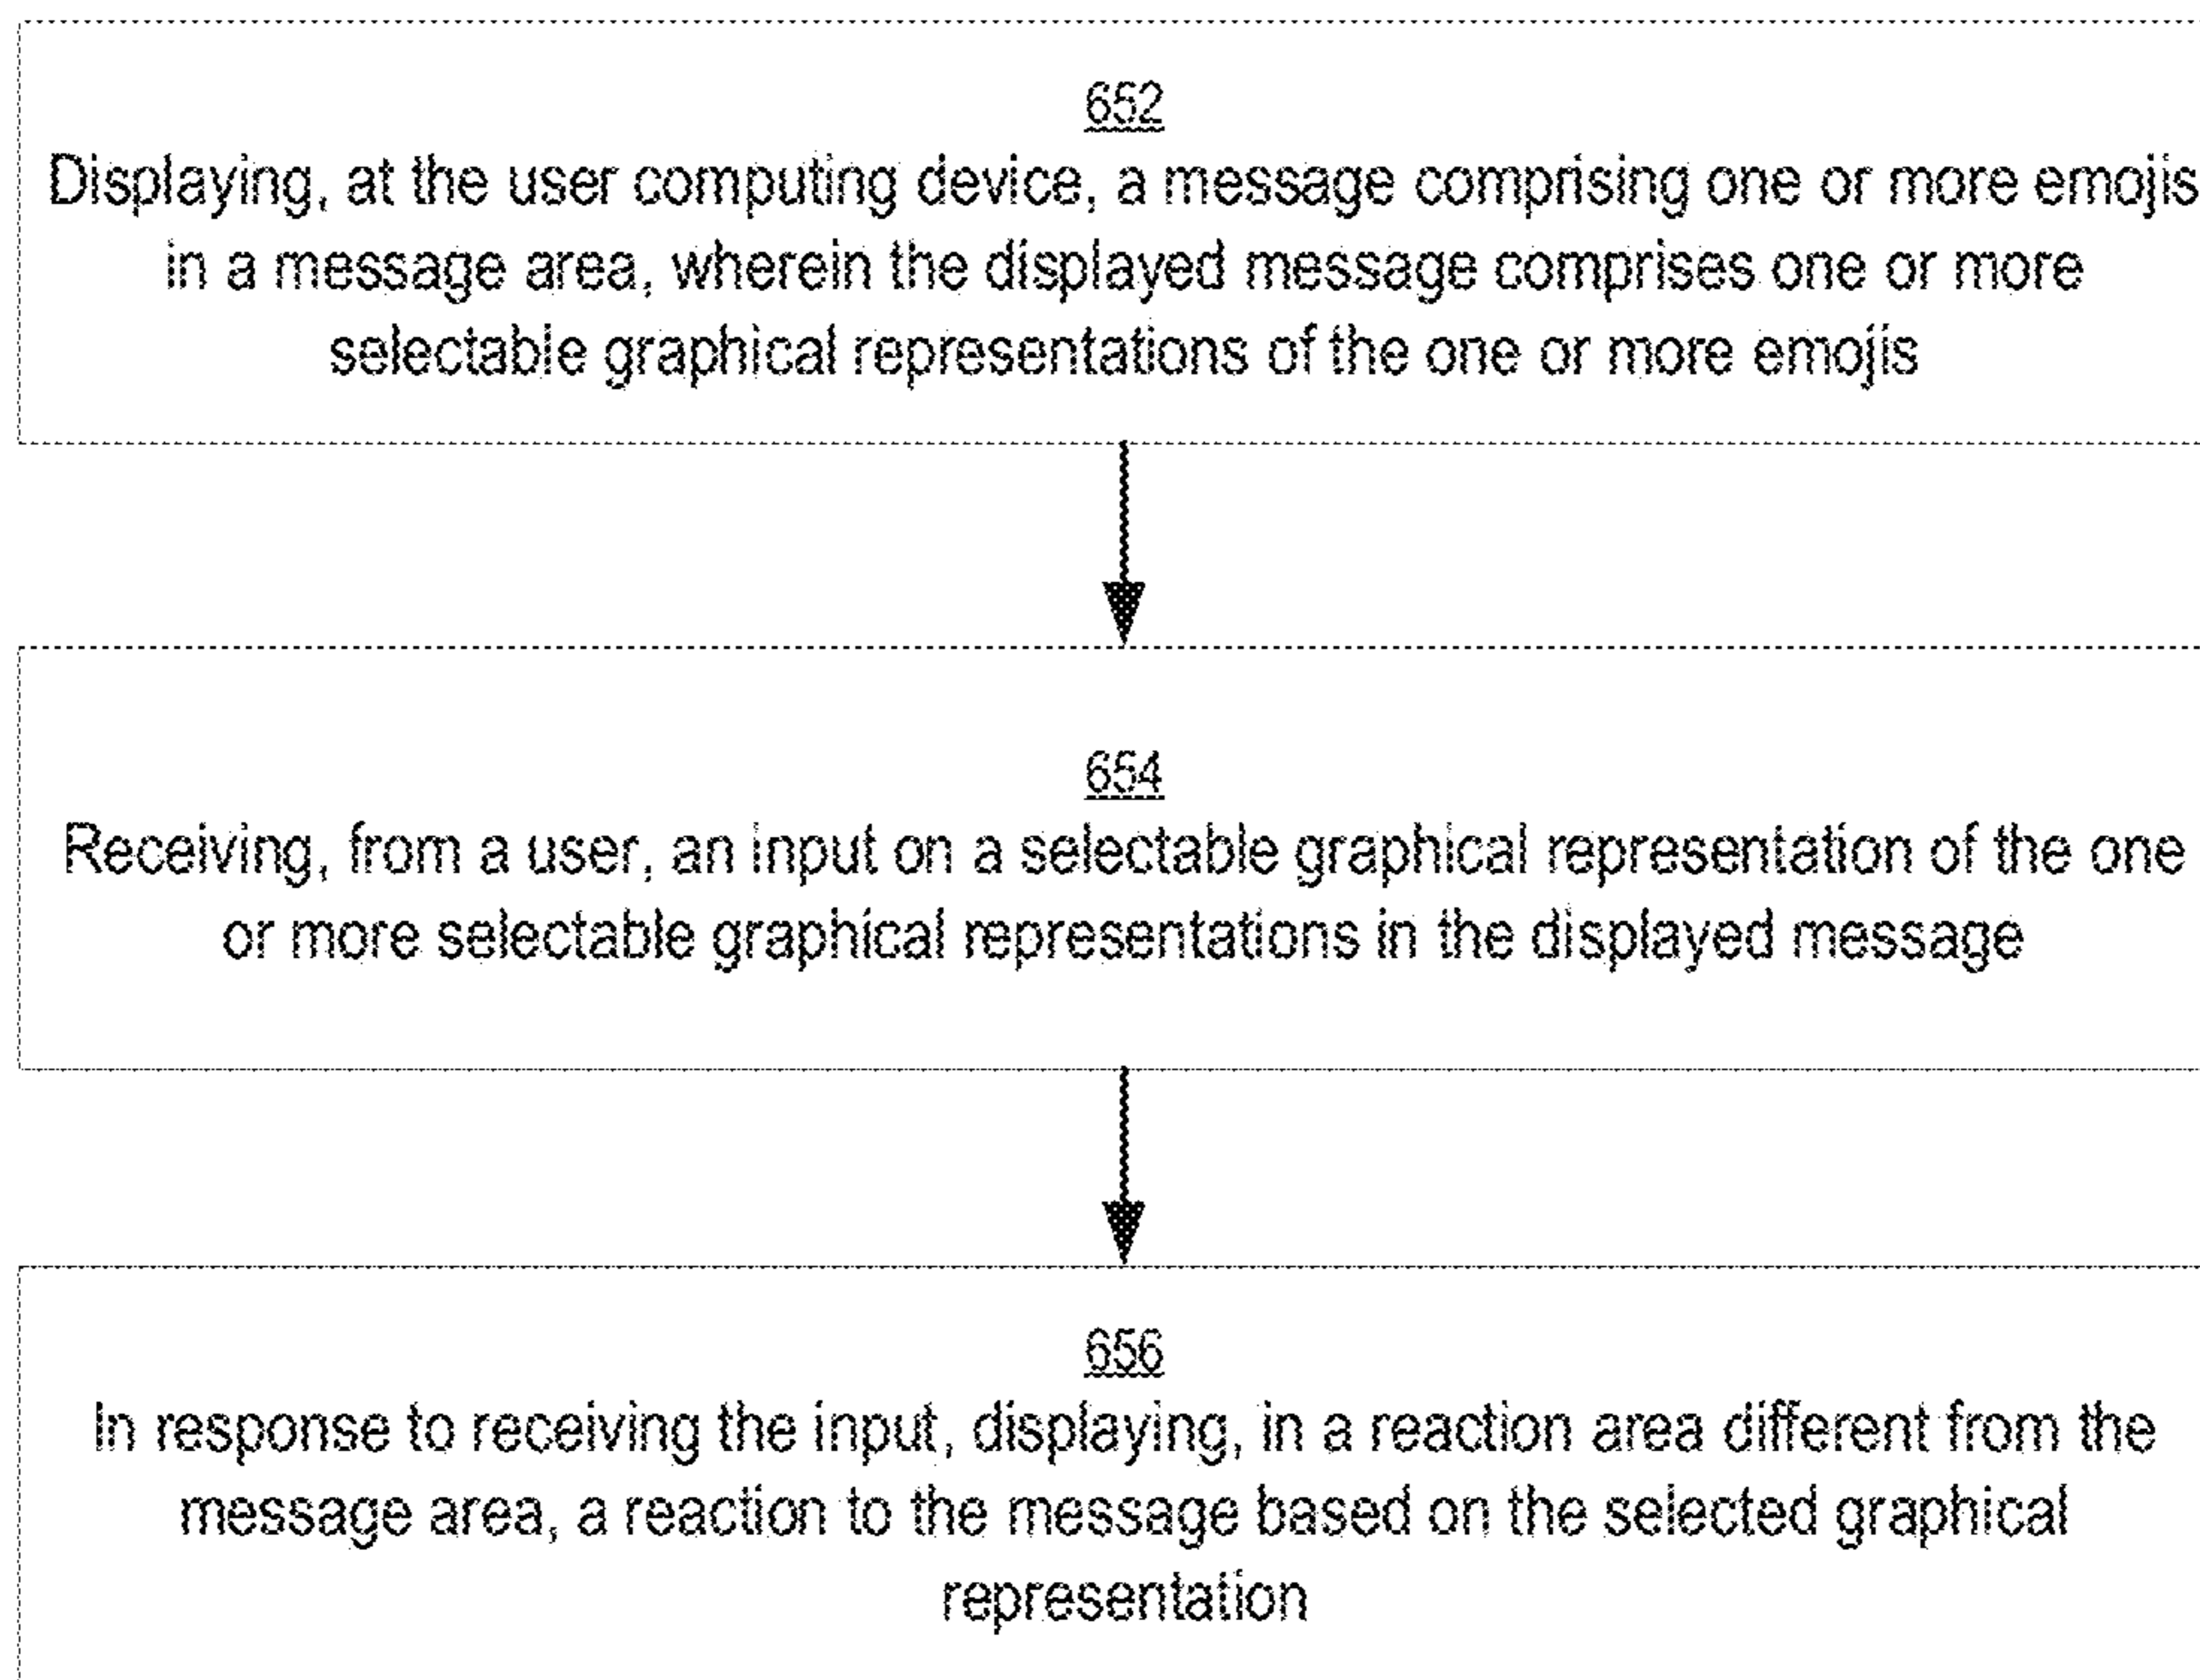 652
Displaying, at the user computing device, a message comprising one or more emojis
in a message area, wherein the displayed message comprises one or more
selectable graphical representations of the one or more emojis
654
Receiving, from a user, an input on a selectable graphical representation of the one
or more selectable graphical representations in the displayed message
656
In response to receiving the input, displaying, in a reaction area different from the
message area, a reaction to the message based on the selected graphical
representation